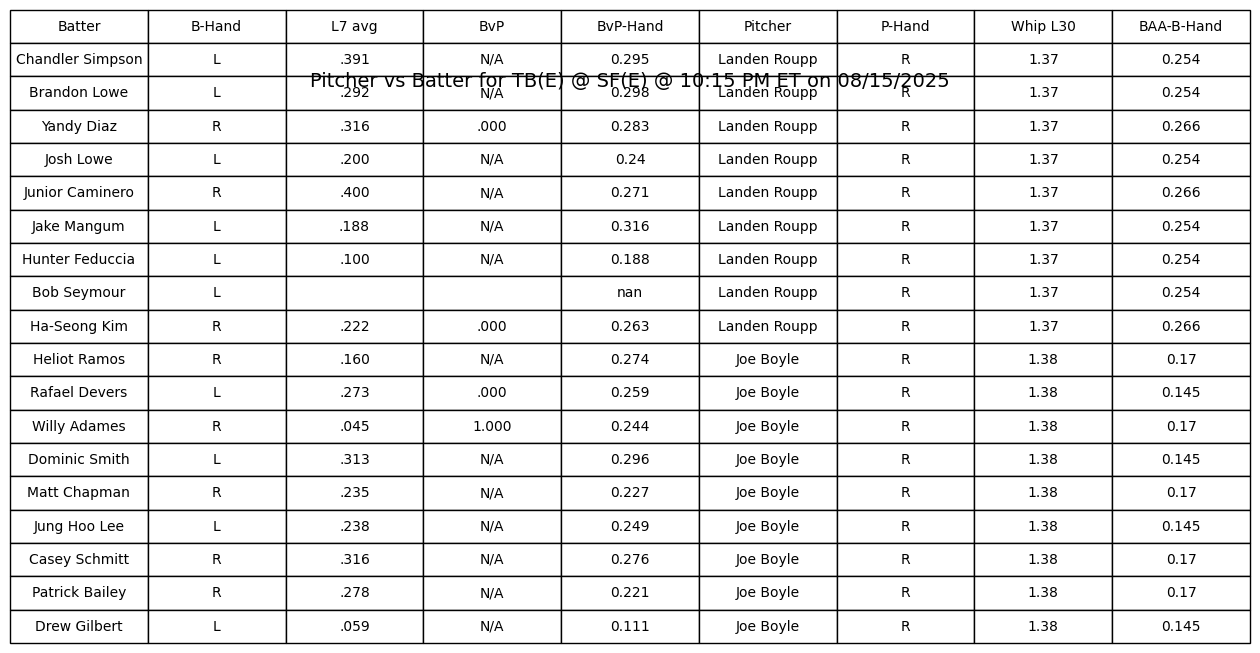 Batter B-Hand L7 avg BvP BvP-Hand Pitcher P-Hand Whip L30 BAA-B-Hand
Chandler Simpson L .391 N/A 0.295 Landen Roupp R 1.37 0.254
Pitcher vs Batter for TB(E) @ SF(E) @ 10:15 PM ET on 08/15/2025
Brandon Lowe L .292 N/A 0.298 Landen Roupp R 1.37 0.254
Yandy Diaz R .316 .000 0.283 Landen Roupp R 1.37 0.266
Josh Lowe L .200 N/A 0.24 Landen Roupp R 1.37 0.254
Junior Caminero R .400 N/A 0.271 Landen Roupp R 1.37 0.266
Jake Mangum L .188 N/A 0.316 Landen Roupp R 1.37 0.254
Hunter Feduccia L .100 N/A 0.188 Landen Roupp R 1.37 0.254
Bob Seymour L nan Landen Roupp R 1.37 0.254
Ha-Seong Kim R .222 .000 0.263 Landen Roupp R 1.37 0.266
Heliot Ramos R .160 N/A 0.274 Joe Boyle R 1.38 0.17
Rafael Devers L .273 .000 0.259 Joe Boyle R 1.38 0.145
Willy Adames R .045 1.000 0.244 Joe Boyle R 1.38 0.17
Dominic Smith L .313 N/A 0.296 Joe Boyle R 1.38 0.145
Matt Chapman R .235 N/A 0.227 Joe Boyle R 1.38 0.17
Jung Hoo Lee L .238 N/A 0.249 Joe Boyle R 1.38 0.145
Casey Schmitt R .316 N/A 0.276 Joe Boyle R 1.38 0.17
Patrick Bailey R .278 N/A 0.221 Joe Boyle R 1.38 0.17
Drew Gilbert L .059 N/A 0.111 Joe Boyle R 1.38 0.145